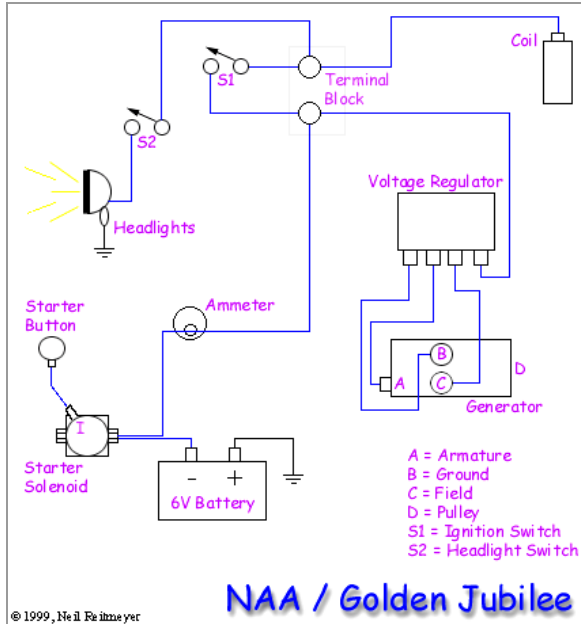 Coil
S1
Terminal
Block
S2
Voltage Regulator
Headlights
Starter
Button
Ammeter
B
D
A
C
Generator
I
Starter
Solenoid
- +
6V Battery
A = Armature
B = Ground
C = Field
D = Pulley
S1 = Ignition Switch
S2 = Headlight Switch
NAA / Golden Jubilee
© 1999, Neil Reitmeyer